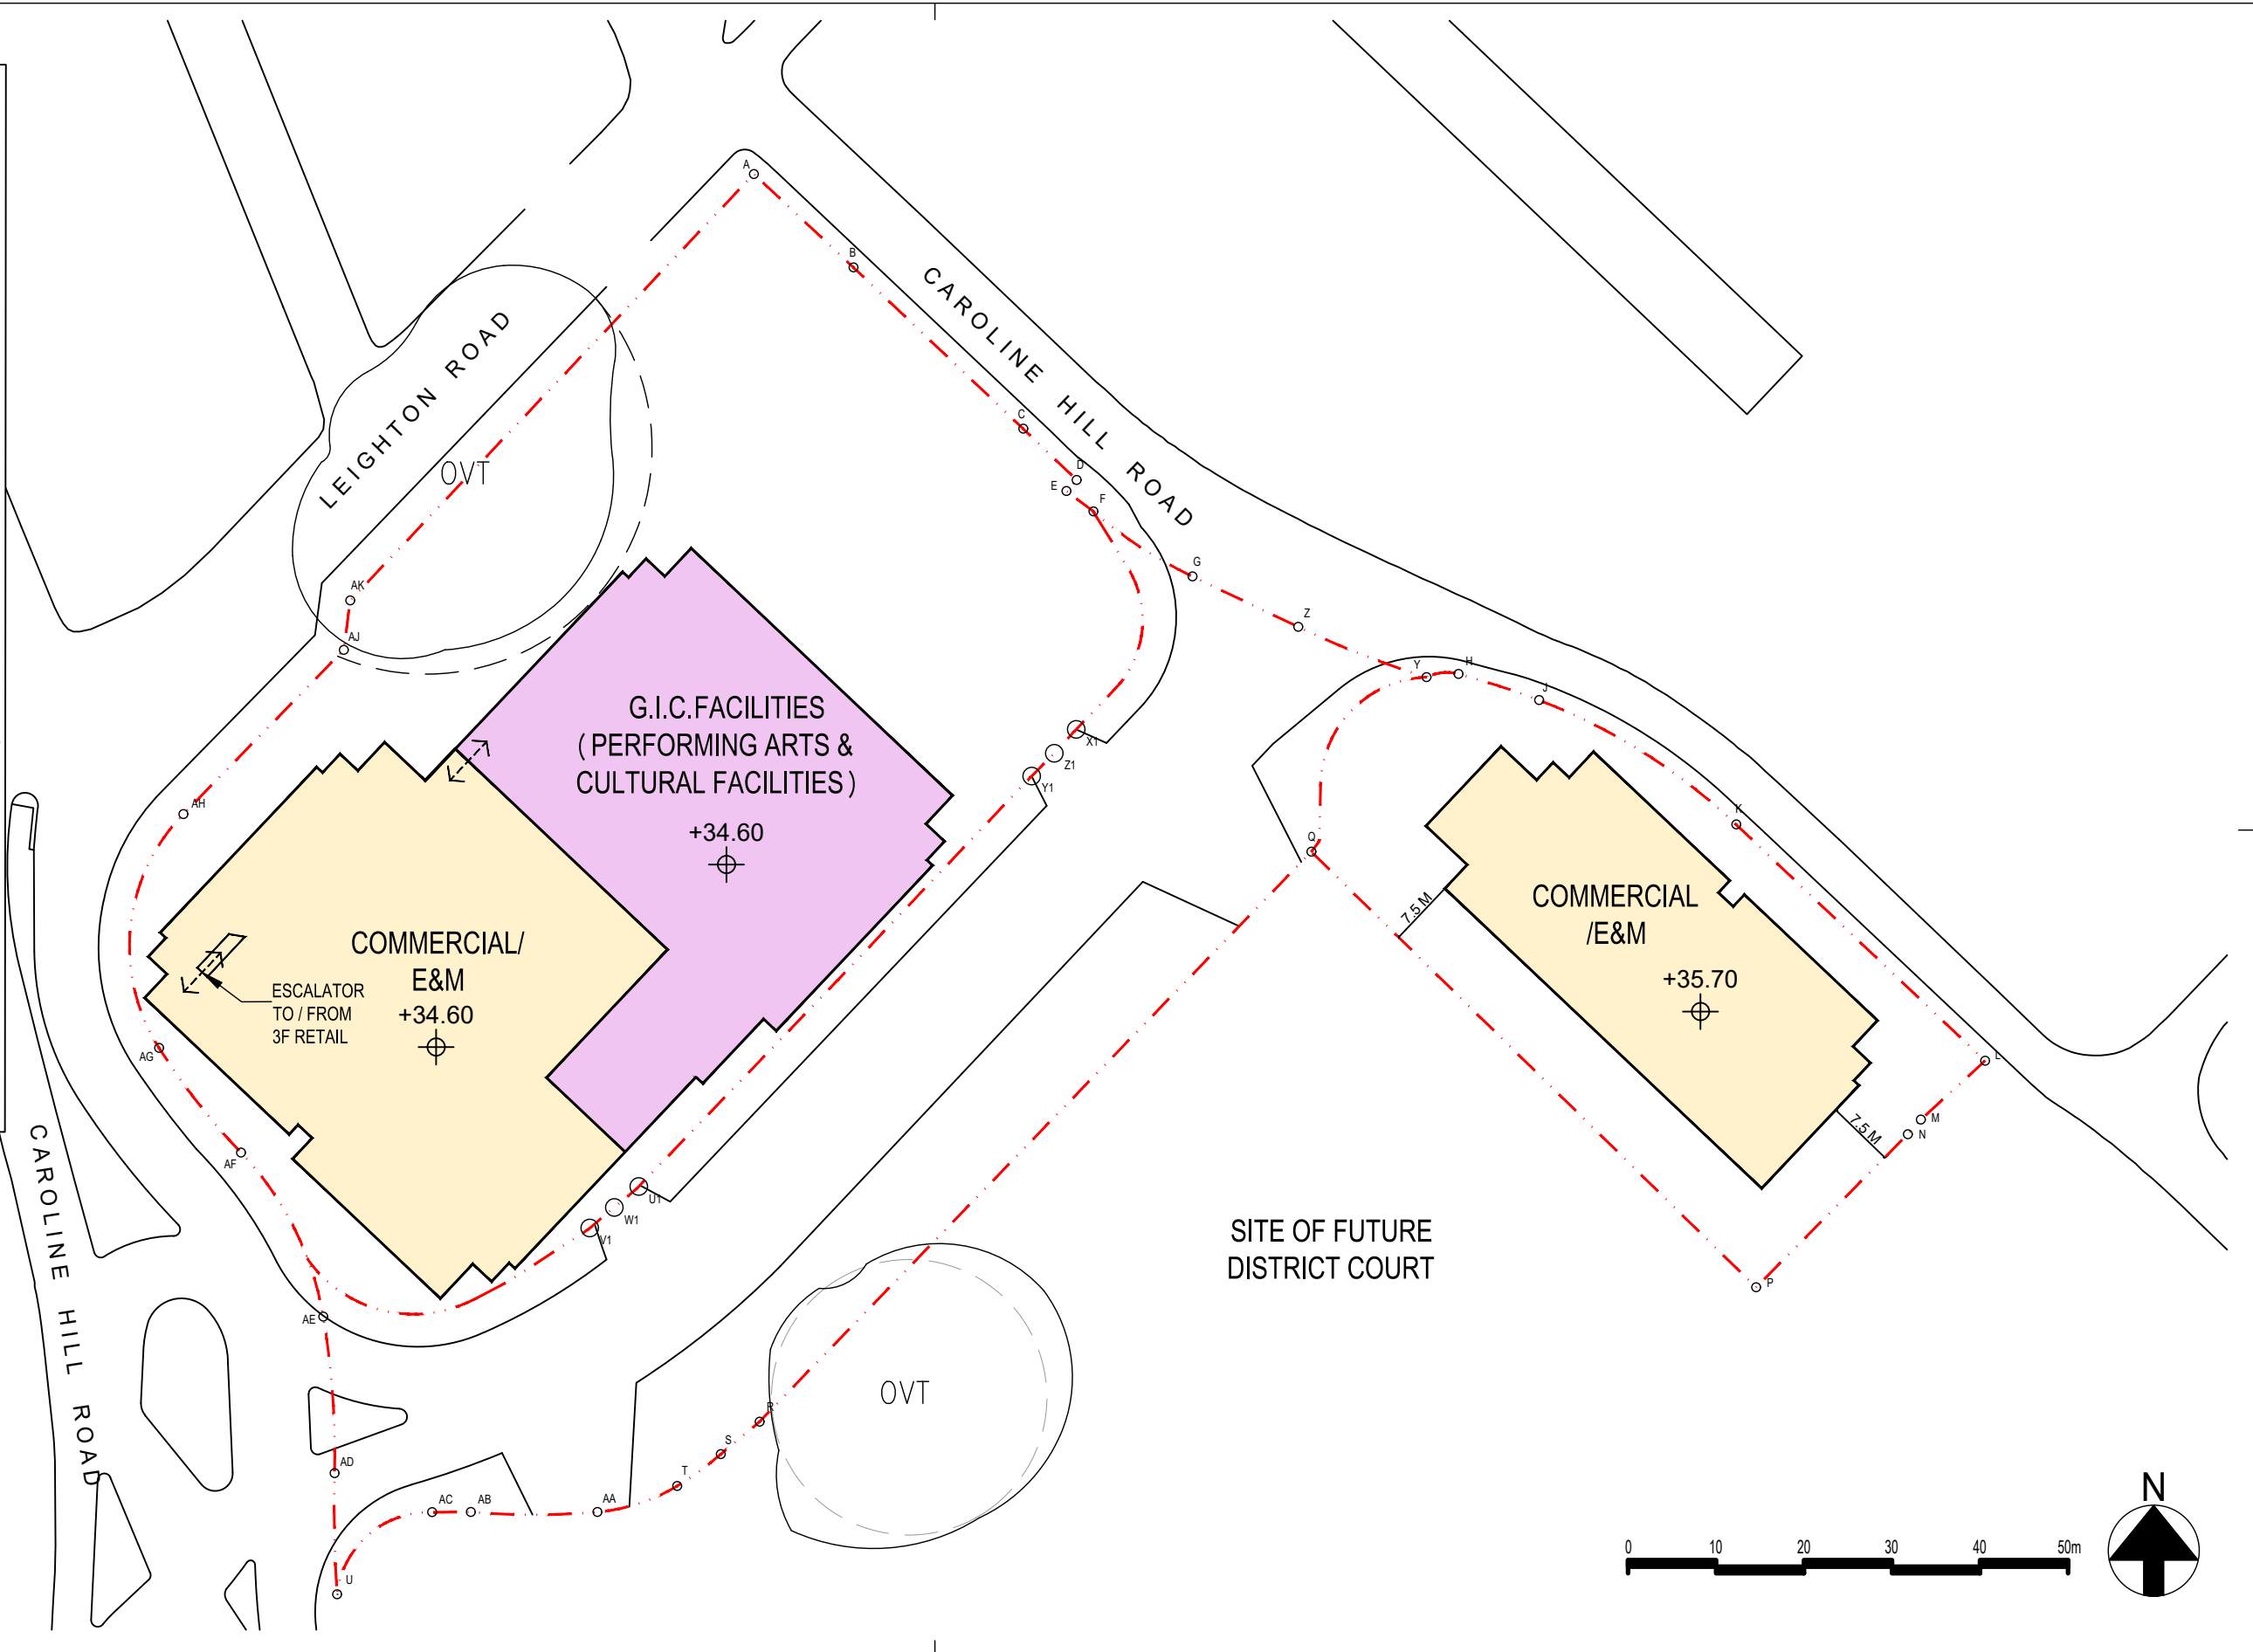 A
B
CAROLINE HILL ROAD
LEIGHTON ROAD
C
OVT
D
E
F
G
AK
Z
AJ
Y
H
J
G.I.C.FACILITIES
( PERFORMING ARTS &
CULTURAL FACILITIES )
+34.60
X1
Z1
Y1
AH
K
Q
7.5 M
COMMERCIAL
/E&M
+35.70
COMMERCIAL/
E&M
+34.60
ESCALATOR
TO / FROM
3F RETAIL
AG
L
M
N
7.5 M
CAROLINE HILL ROAD
AF
U1
W1
V1
SITE OF FUTURE
DISTRICT COURT
P
AE
OVT
R
S
T
AD
AC
AB
AA
U
N
0 10 20 30 40 50m